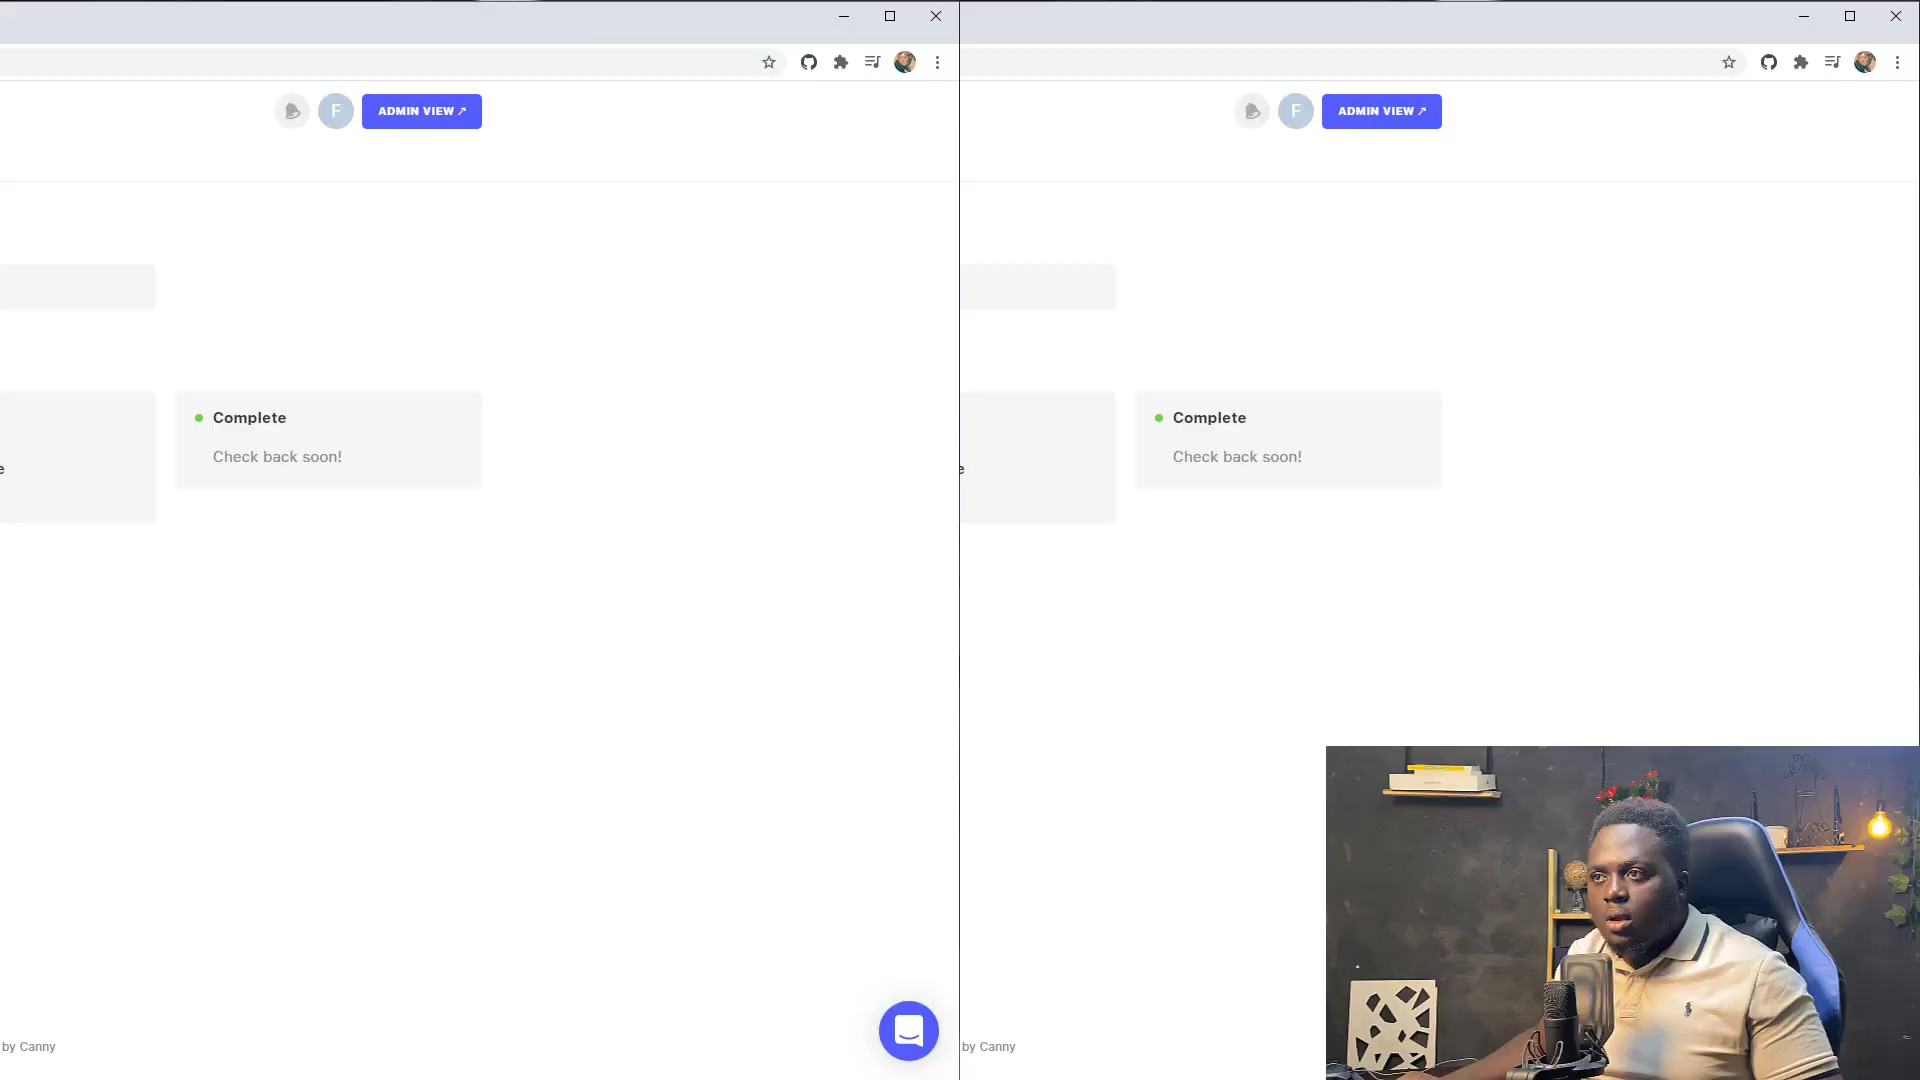 F
ADMIN VIEW ↗
F
ADMIN VIEW ↗
Complete
Check back soon!
e
Complete
Check back soon!
e
by Canny
by Canny